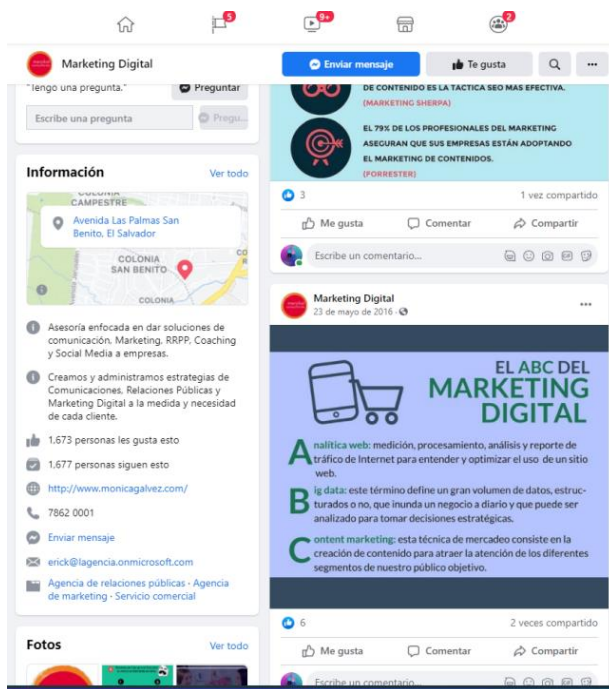 5
9+
2
Marketing Digital
Enviar mensaje
Te gusta
"Tengo una pregunta."
Preguntar
Escribe una pregunta
Pregu...
Información
Ver todo
CAMPESTRE
Avenida Las Palmas San
Benito, El Salvador
COLONIA
SAN BENITO
COLONIA
Asesoría enfocada en dar soluciones de
comunicación, Marketing, RRPP, Coaching
y Social Media a empresas.
Creamos y administramos estrategias de
Comunicaciones, Relaciones Públicas y
Marketing Digital a la medida y necesidad
de cada cliente.
1,673 personas les gusta esto
1,677 personas siguen esto
http://www.monicagalvez.com/
7862 0001
Enviar mensaje
erick@lagencia.onmicrosoft.com
Agencia de relaciones públicas · Agencia
de marketing · Servicio comercial
Fotos
Ver todo
DE CONTENIDO ES LA TÁCTICA SEO MAS EFECTIVA.
(MARKETING SHERPA)
EL 79% DE LOS PROFESIONALES DEL MARKETING
ASEGURAN QUE SUS EMPRESAS ESTÁN ADOPTANDO
EL MARKETING DE CONTENIDOS.
(FORRESTER)
3
1 vez compartido
Me gusta
Comentar
Compartir
Escribe un comentario...
Marketing Digital
23 de mayo de 2016 ·
EL ABC DEL
MARKETING
DIGITAL
Analítica web: medición, procesamiento, análisis y reporte de
tráfico de Internet para entender y optimizar el uso de un sitio
web.
Big data: este término define un gran volumen de datos, estruc-
turados o no, que inunda un negocio a diario y que puede ser
analizado para tomar decisiones estratégicas.
Content marketing: esta técnica de mercadeo consiste en la
creación de contenido para atraer la atención de los diferentes
segmentos de nuestro público objetivo.
6
2 veces compartido
Me gusta
Comentar
Compartir
Escribe un comentario...